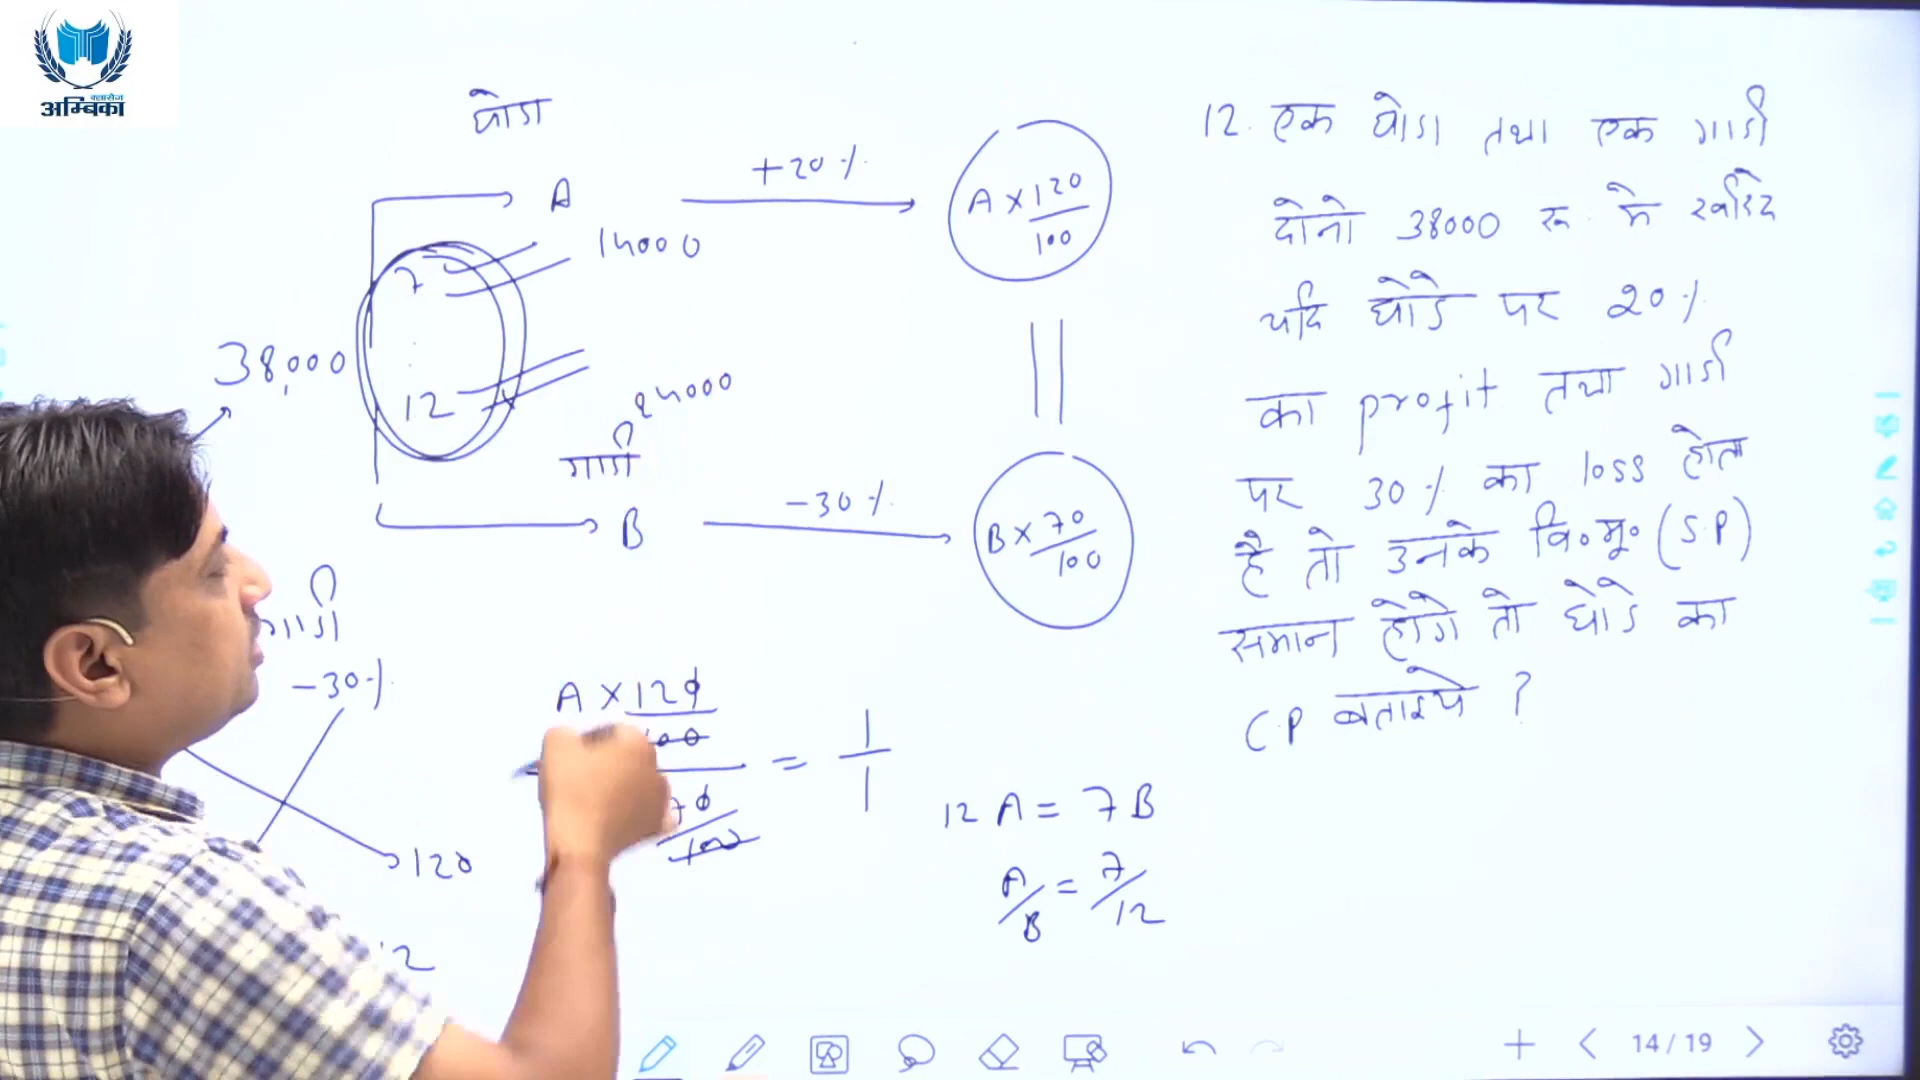 क्लासेज
अम्बिका
घोडा
A
+20%
A × 120/100
7
14000
38,000
12
24000
गाडी
B
-30%
B × 70/100
गाडी
-30%
120
A × 120
100
70
100
= 1/1
12A = 7B
A/B = 7/12
12. एक घोडा तथा एक गाडी
दोनो 38000 रू. मे खरीदे
यदि घोडे पर 20%
का profit तथा गाडी
पर 30% का loss होता
है तो उनके वि॰मू॰ (S.P)
समान होगे तो घोडे का
C.P बताइये ?
14/19